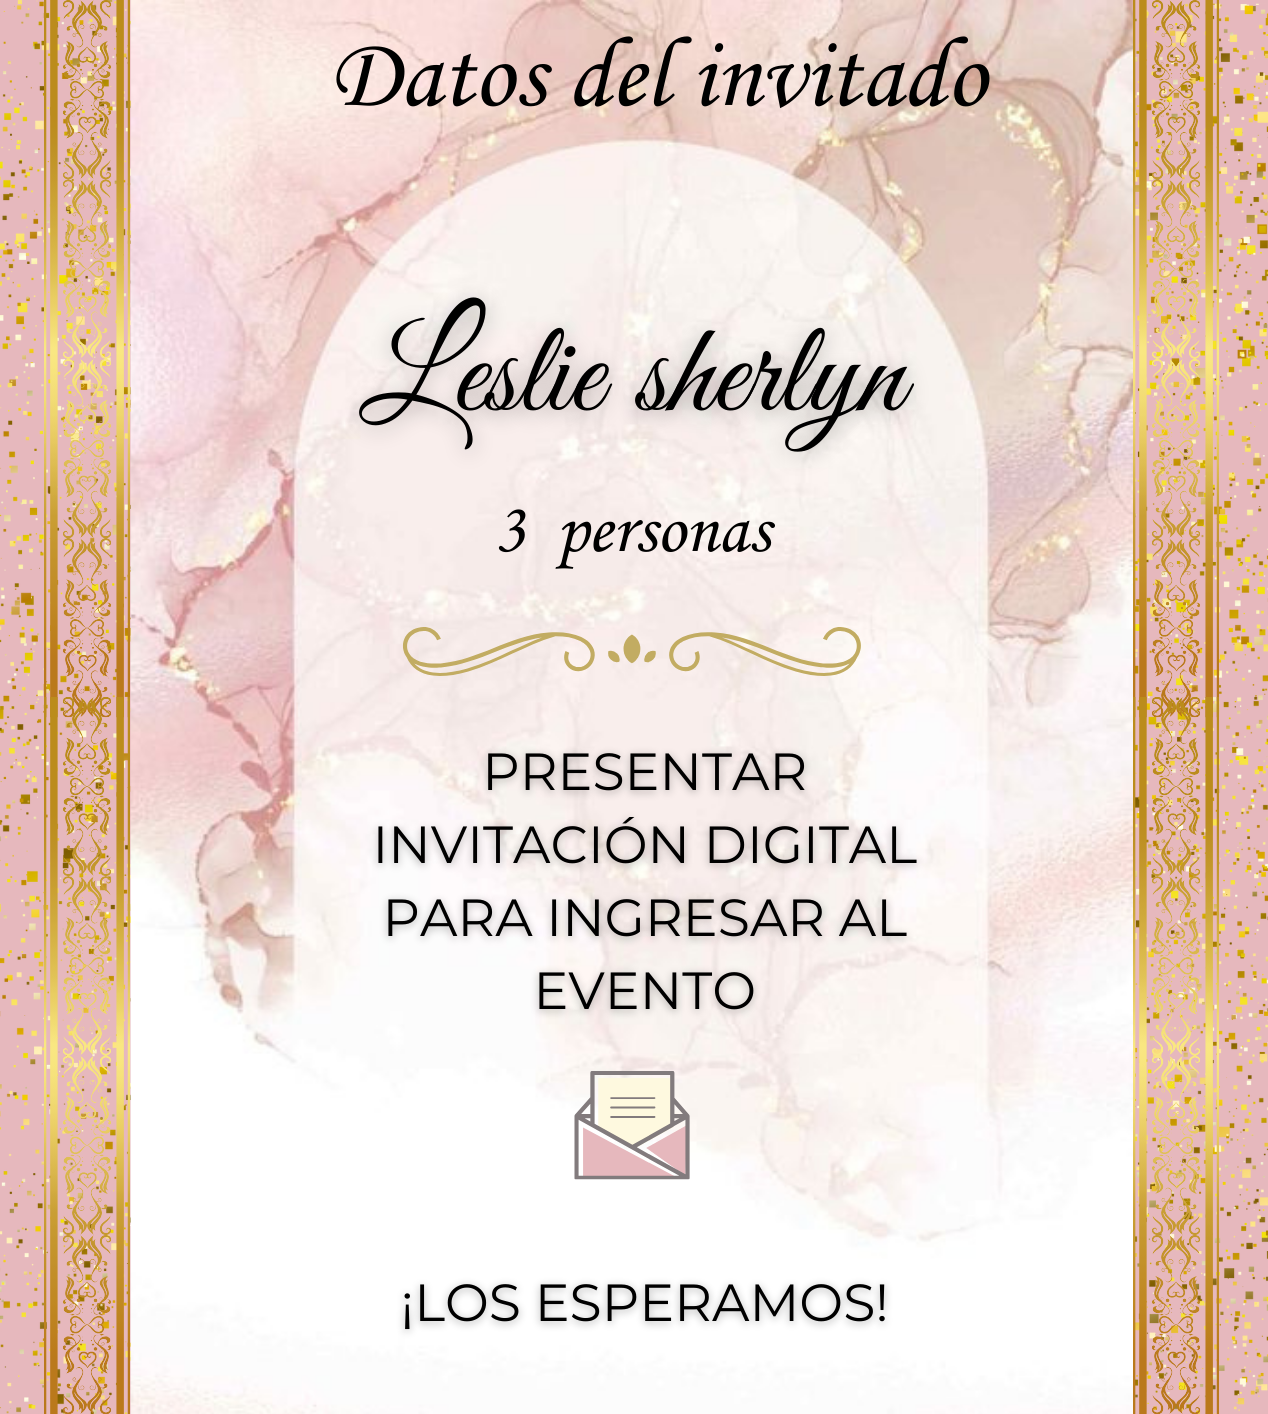 Datos del invitado
Leslie sherlyn
3 personas
PRESENTAR
INVITACIÓN DIGITAL
PARA INGRESAR AL
EVENTO
¡LOS ESPERAMOS!